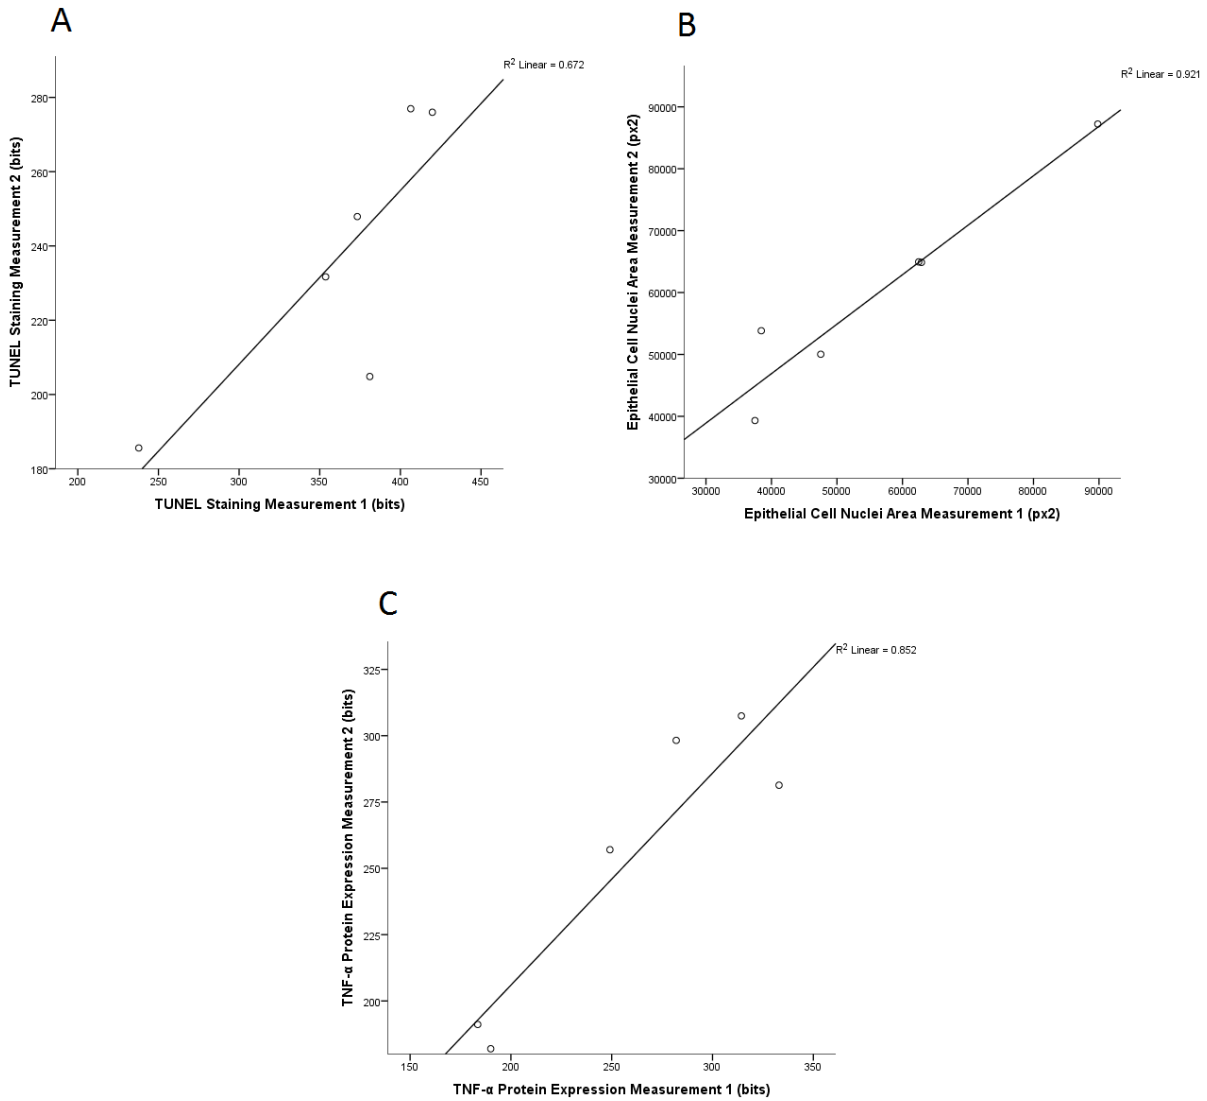 A
R2 Linear = 0.672
TUNEL Staining Measurement 2 (bits)
280
260
240
220
200
180
200 250 300 350 400 450
TUNEL Staining Measurement 1 (bits)
B
R2 Linear = 0.921
Epithelial Cell Nuclei Area Measurement 2 (px2)
90000
80000
70000
60000
50000
40000
30000
30000 40000 50000 60000 70000 80000 90000
Epithelial Cell Nuclei Area Measurement 1 (px2)
C
R2 Linear = 0.852
TNF-α Protein Expression Measurement 2 (bits)
325
300
275
250
225
200
150 200 250 300 350
TNF-α Protein Expression Measurement 1 (bits)